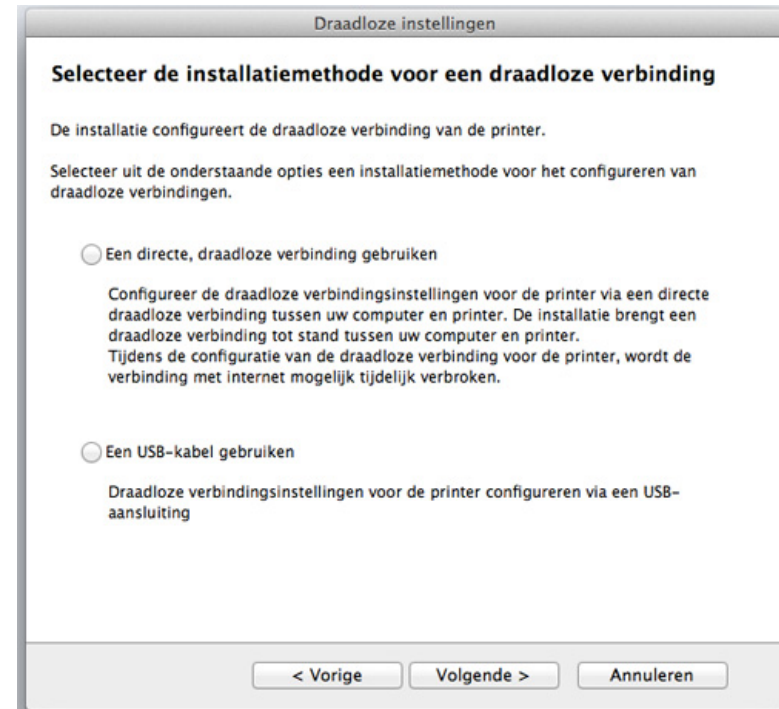 Draadloze instellingen
Selecteer de installatiemethode voor een draadloze verbinding
De installatie configureert de draadloze verbinding van de printer.
Selecteer uit de onderstaande opties een installatiemethode voor het configureren van
draadloze verbindingen.
Een directe, draadloze verbinding gebruiken
Configureer de draadloze verbindingsinstellingen voor de printer via een directe
draadloze verbinding tussen uw computer en printer. De installatie brengt een
draadloze verbinding tot stand tussen uw computer en printer.
Tijdens de configuratie van de draadloze verbinding voor de printer, wordt de
verbinding met internet mogelijk tijdelijk verbroken.
Een USB-kabel gebruiken
Draadloze verbindingsinstellingen voor de printer configureren via een USB-
aansluiting
< Vorige Volgende > Annuleren